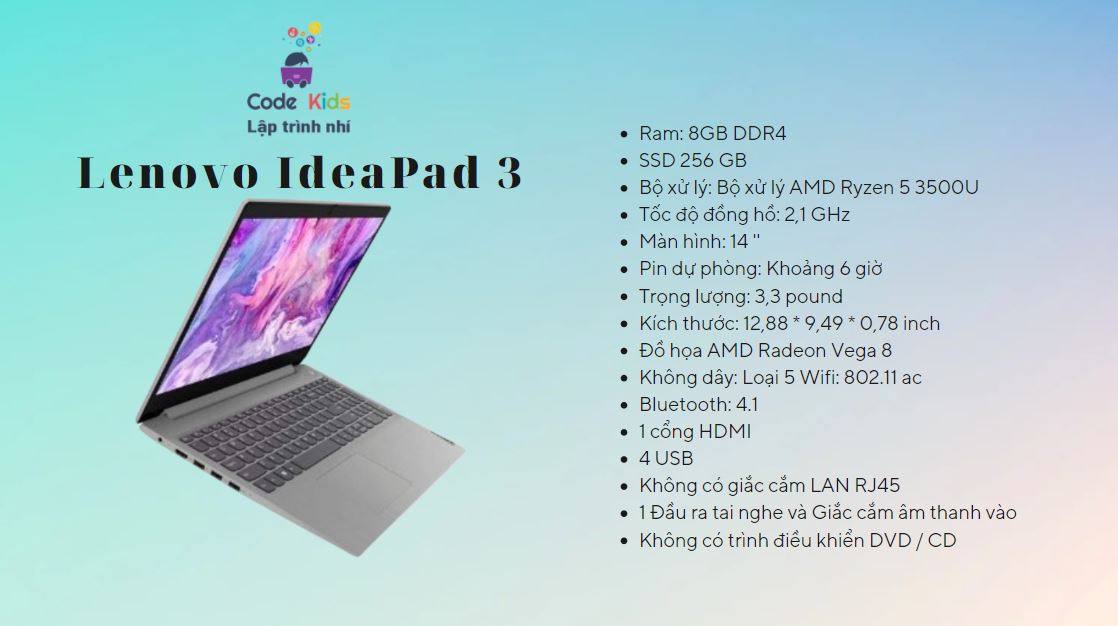 Code Kids
Lập trình nhí
Lenovo IdeaPad 3
• Ram: 8GB DDR4
• SSD 256 GB
• Bộ xử lý: Bộ xử lý AMD Ryzen 5 3500U
• Tốc độ đồng hồ: 2,1 GHz
• Màn hình: 14 "
• Pin dự phòng: Khoảng 6 giờ
• Trọng lượng: 3,3 pound
• Kích thước: 12,88 * 9,49 * 0,78 inch
• Đồ họa AMD Radeon Vega 8
• Không dây: Loại 5 Wifi: 802.11 ac
• Bluetooth: 4.1
• 1 cổng HDMI
• 4 USB
• Không có giắc cắm LAN RJ45
• 1 Đầu ra tai nghe và Giắc cắm âm thanh vào
• Không có trình điều khiển DVD / CD